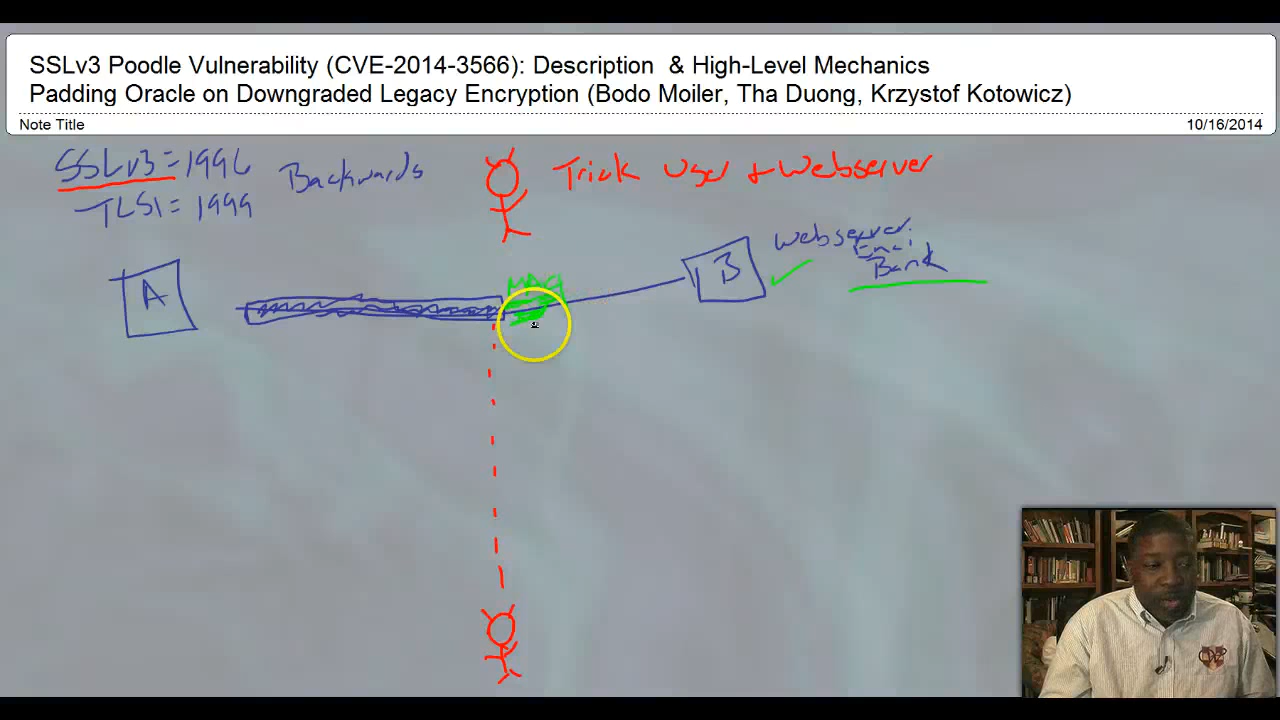 SSLv3 Poodle Vulnerability (CVE-2014-3566): Description & High-Level Mechanics
Padding Oracle on Downgraded Legacy Encryption (Bodo Moiler, Tha Duong, Krzystof Kotowicz)
Note Title
10/16/2014
SSLv3 = 1996
Backwards
TLS1 = 1999
Trick User + Webserver
Webserver
Bank
A
B
MAC